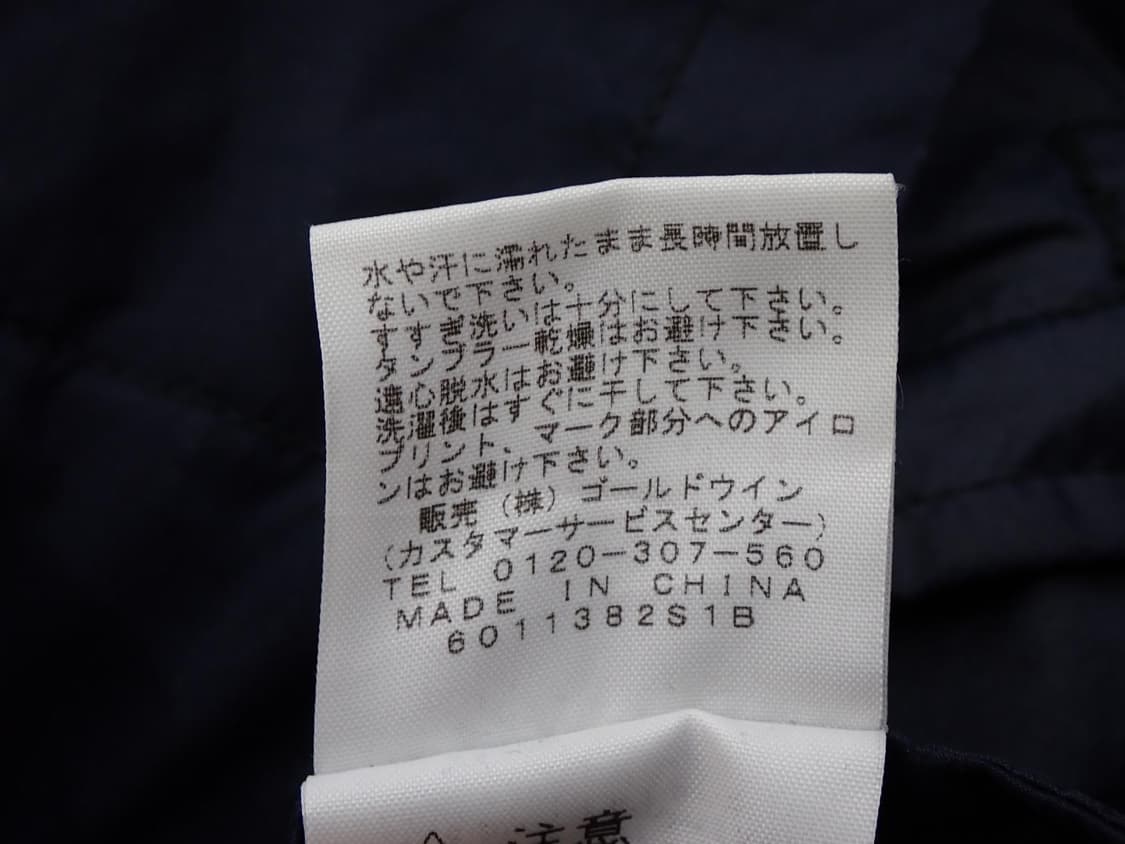 水や汗に濡れたまま長時間放置し
ないで下さい。
すすぎ洗いは十分にして下さい。
タンブラー乾燥はお避け下さい。
遠心脱水はお避け下さい。
洗濯後はすぐに干して下さい。
プリント、マーク部分へのアイロ
ンはお避け下さい。
販売（株）ゴールドウイン
（カスタマーサービスセンター）
TEL 0120-307-560
MADE IN CHINA
6011382S1B
注意